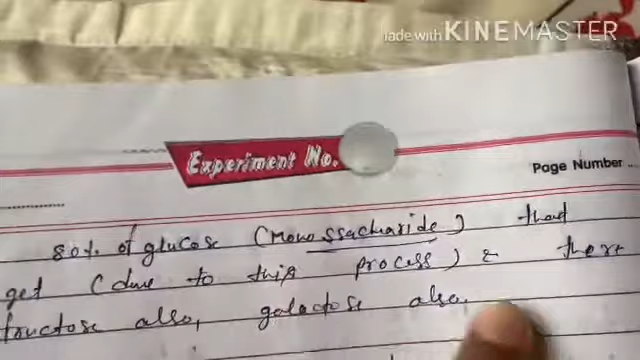 Made with KINEMASTER
Experiment No.
Page Number
80% of glucose (Monossacharide) that
get (due to this process) & there
fructose also, galactose also.